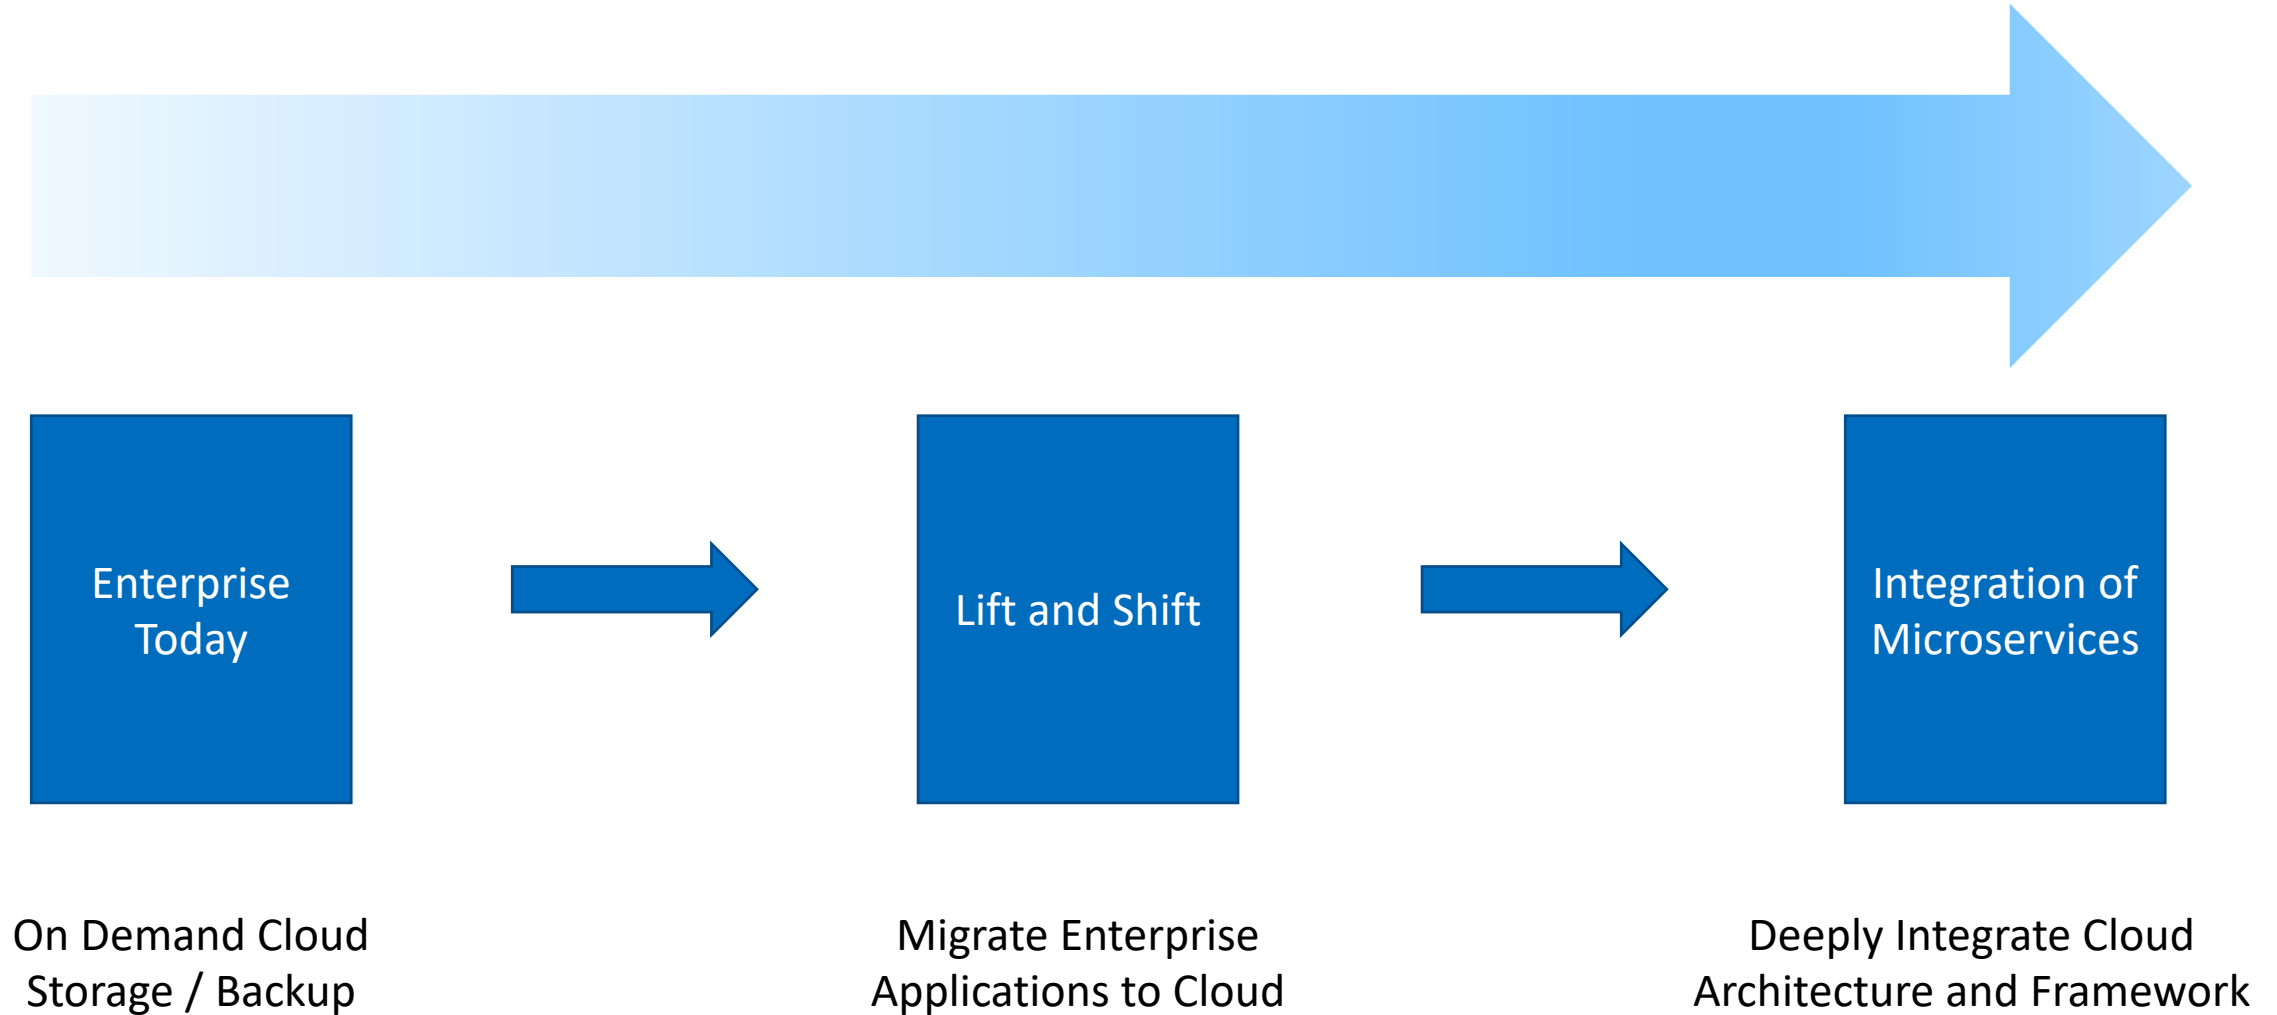 Enterprise
Today
Lift and Shift
Integration of
Microservices
On Demand Cloud
Storage / Backup
Migrate Enterprise
Applications to Cloud
Deeply Integrate Cloud
Architecture and Framework